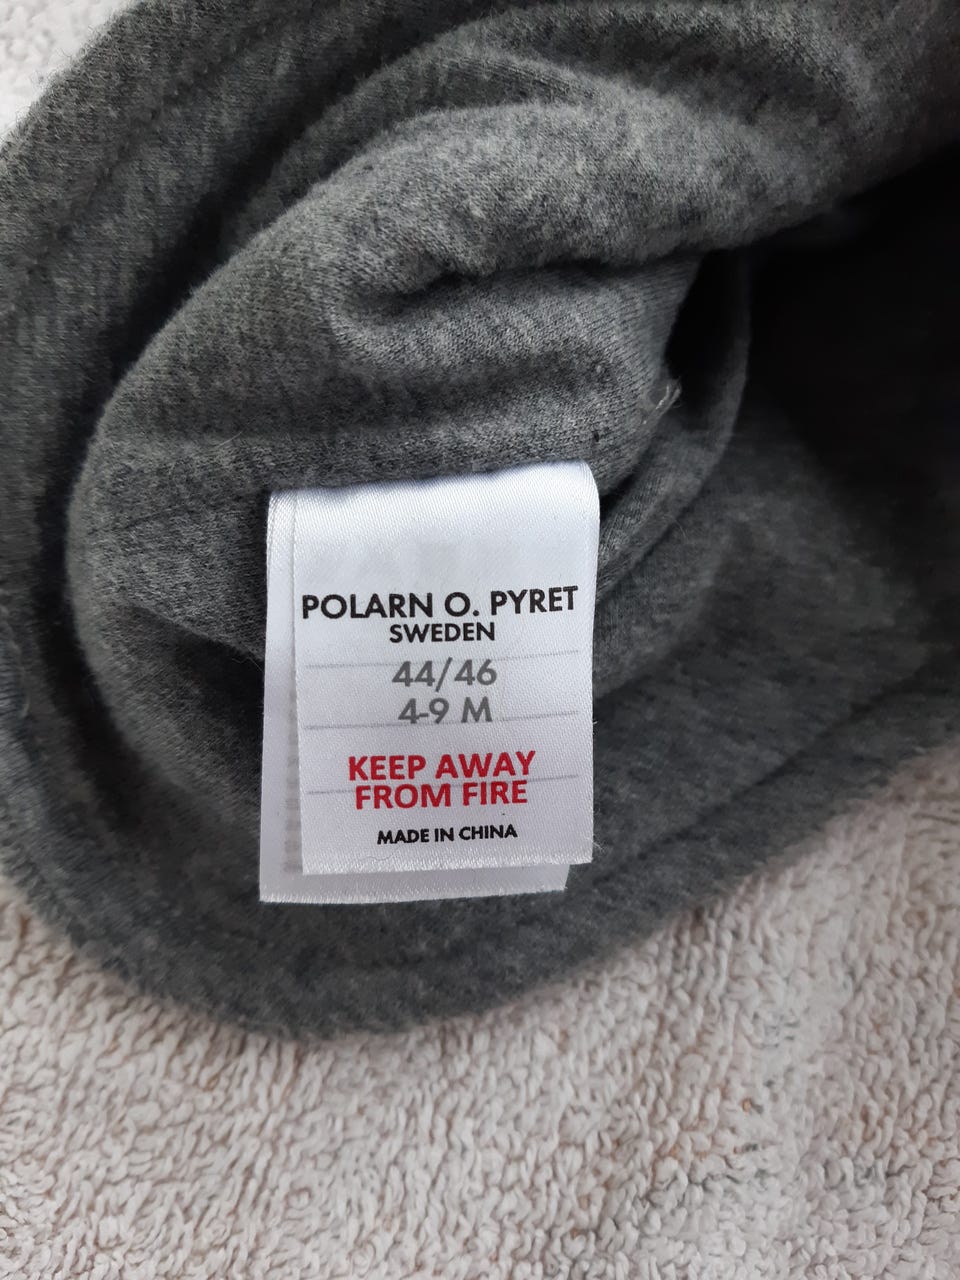 POLARN O. PYRET
SWEDEN
44/46
4-9 M
KEEP AWAY
FROM FIRE
MADE IN CHINA